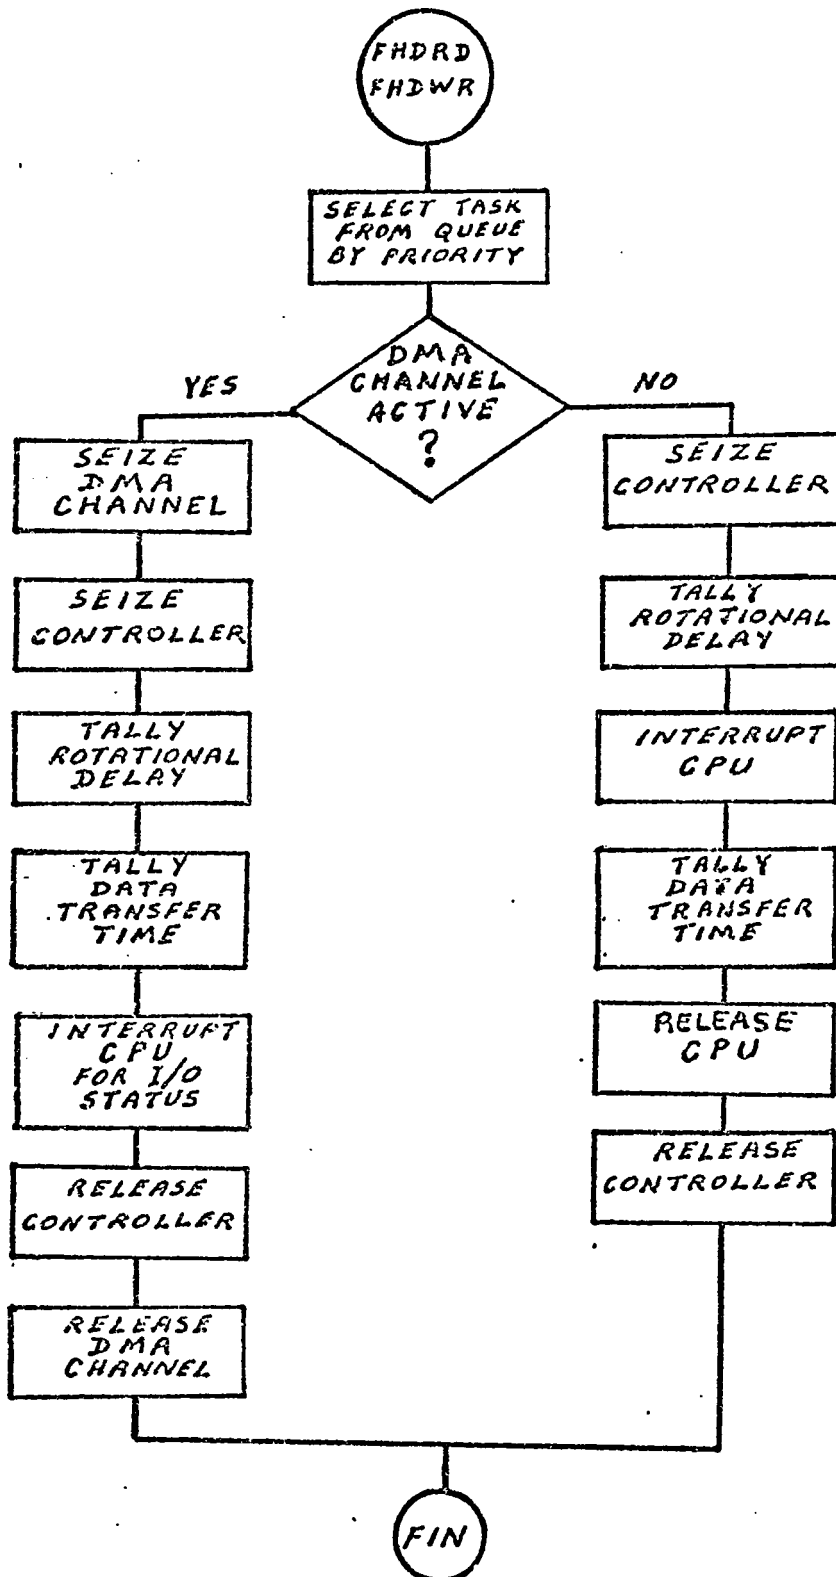 FHDRD
FHDWR
SELECT TASK
FROM QUEUE
BY PRIORITY
DMA
CHANNEL
ACTIVE
?
YES
NO
SEIZE
DMA
CHANNEL
SEIZE
CONTROLLER
TALLY
ROTATIONAL
DELAY
TALLY
DATA
TRANSFER
TIME
INTERRUPT
CPU
FOR I/O
STATUS
RELEASE
CONTROLLER
RELEASE
DMA
CHANNEL
SEIZE
CONTROLLER
TALLY
ROTATIONAL
DELAY
INTERRUPT
CPU
TALLY
DATA
TRANSFER
TIME
RELEASE
CPU
RELEASE
CONTROLLER
FIN